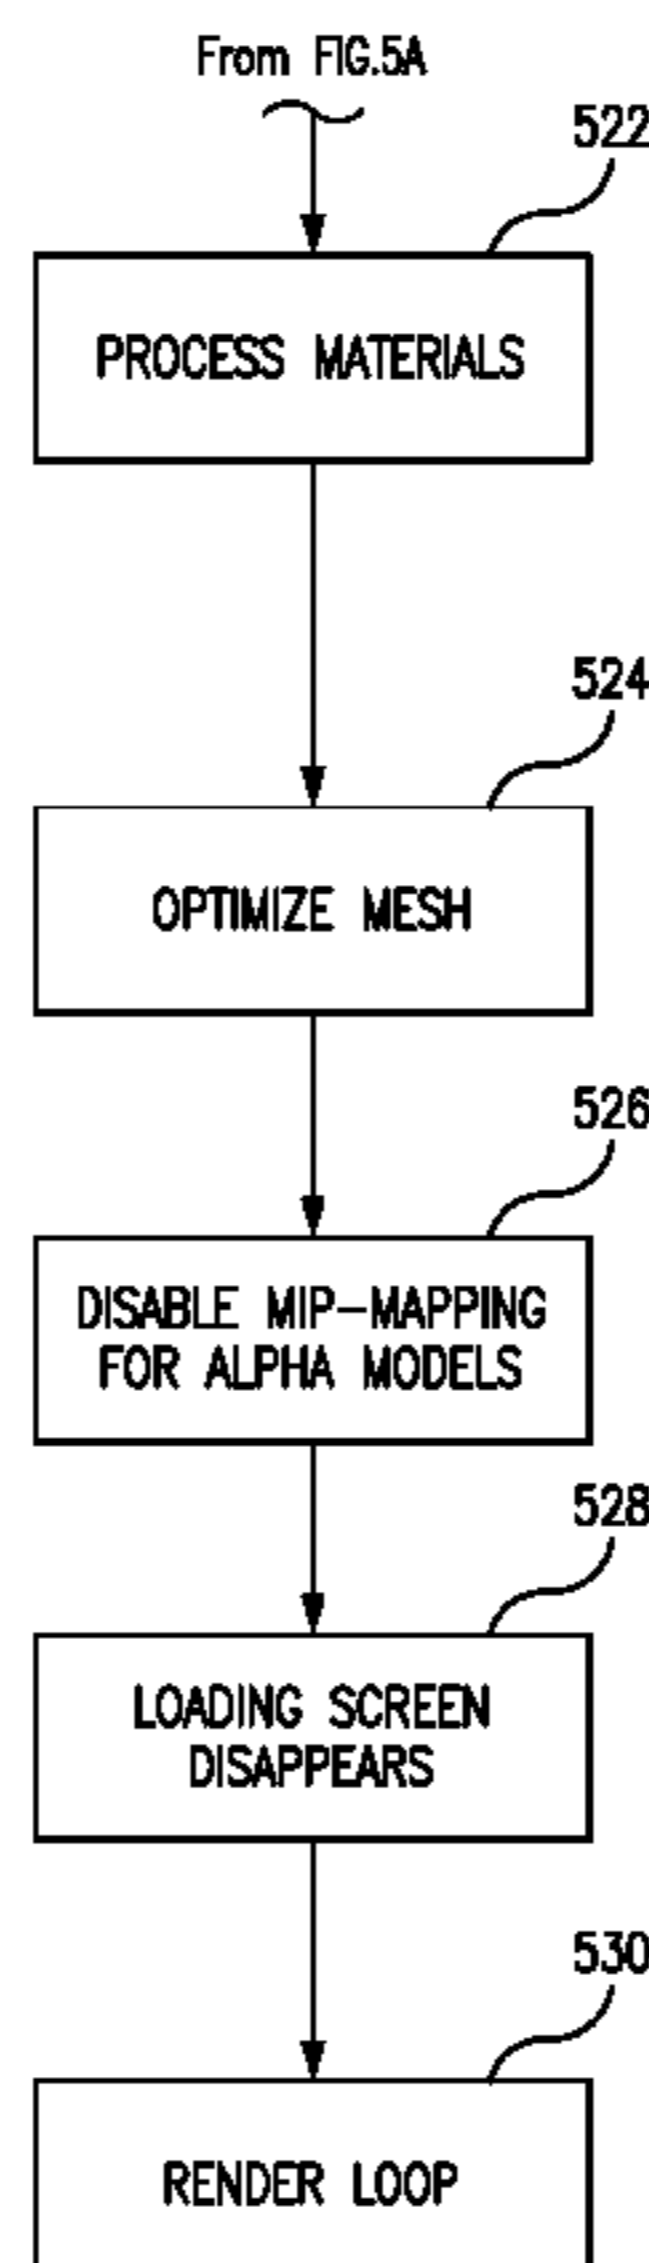 From FIG.5A
522
PROCESS MATERIALS
524
OPTIMIZE MESH
526
DISABLE MIP-MAPPING
FOR ALPHA MODELS
528
LOADING SCREEN
DISAPPEARS
530
RENDER LOOP